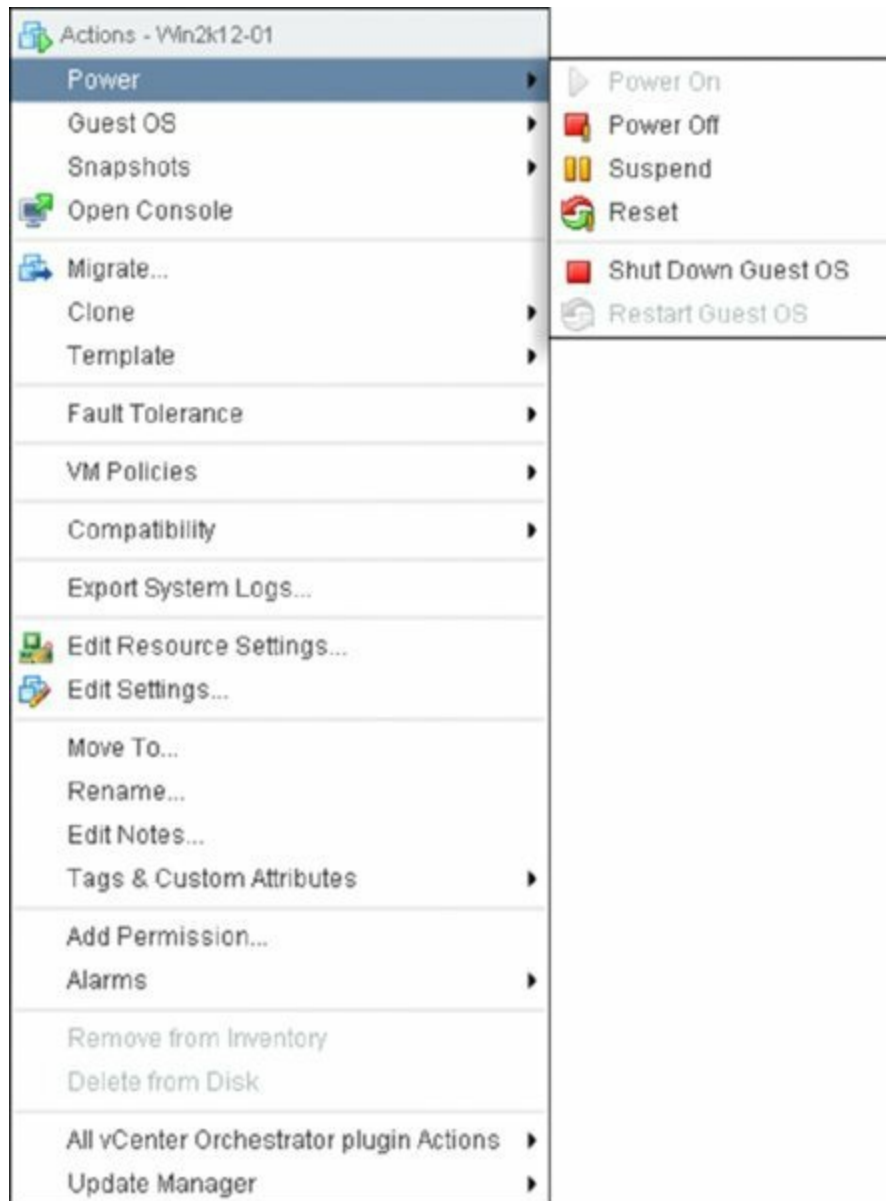 Actions - Win2k12-01
Power
Guest OS
Snapshots
Open Console
Migrate...
Clone
Template
Fault Tolerance
VM Policies
Compatibility
Export System Logs...
Edit Resource Settings...
Edit Settings...
Move To...
Rename...
Edit Notes...
Tags & Custom Attributes
Add Permission...
Alarms
Remove from Inventory
Delete from Disk
All vCenter Orchestrator plugin Actions
Update Manager
Power On
Power Off
Suspend
Reset
Shut Down Guest OS
Restart Guest OS